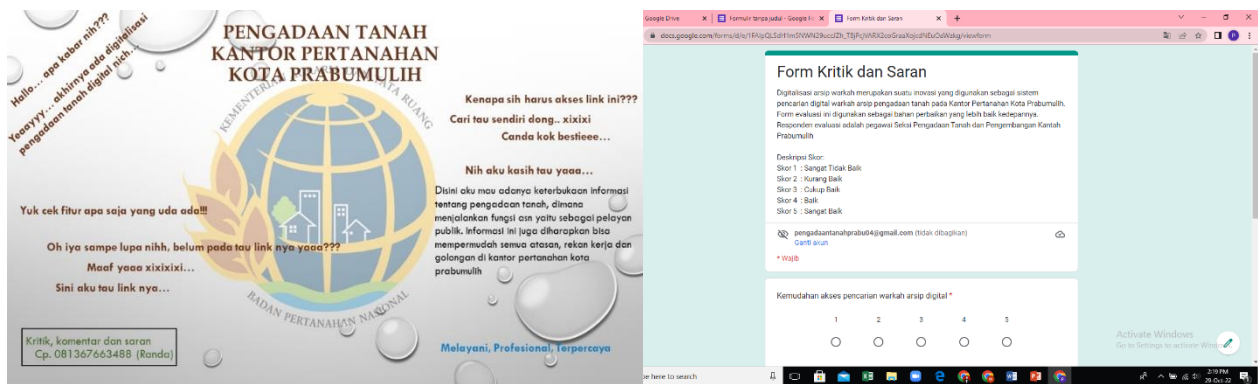 Hallo... apa kabar nih???
Yeaayyy... akhirnya ada digitalisasi
pengadaan tanah digital nich...
PENGADAAN TANAH
KANTOR PERTANAHAN
KOTA PRABUMULIH
Kenapa sih harus akses link ini???
Cari tau sendiri dong.. xixixi
Canda kok bestieee...
Nih aku kasih tau yaaa...
Disini aku mau adanya keterbukaan informasi
tentang pengadaan tanah, dimana
menjalankan fungsi asn yaitu sebagai pelayan
publik. Informasi ini juga diharapkan bisa
mempermudah semua atasan, rekan kerja dan
golongan di kantor pertanahan kota
prabumulih
Yuk cek fitur apa saja yang uda ada!!!
Oh iya sampe lupa nihh, belum pada tau link nya yaaa???
Maaf yaaa xixixixi...
Sini aku tau link nya...
BADAN PERTANAHAN NASIONAL
Kritik, komentar dan saran
Cp. 081367663488 (Randa)
Melayani, Profesional, Terpercaya
Google Drive
Formulir tanpa judul - Google Fo
Form Kritik dan Saran
Form Kritik dan Saran
Digitalisasi arsip warkah merupakan suatu inovasi yang digunakan sebagai sistem
pencarian digital warkah arsip pengadaan tanah pada Kantor Pertanahan Kota Prabumulih.
Form evaluasi ini digunakan sebagai bahan perbaikan yang lebih baik kedepannya.
Responden evaluasi adalah pegawai Seksi Pengadaan Tanah dan Pengembangan Kantah
Prabumulih
Deskripsi Skor:
Skor 1 : Sangat Tidak Baik
Skor 2 : Kurang Baik
Skor 3 : Cukup Baik
Skor 4 : Baik
Skor 5 : Sangat Baik
pengadaantanahprabu04@gmail.com (tidak dibagikan)
Ganti akun
* Wajib
Kemudahan akses pencarian warkah arsip digital *
1 2 3 4 5
Activate Windows
Go to Settings to activate
e here to search
2:19 PM
29-Oct-22